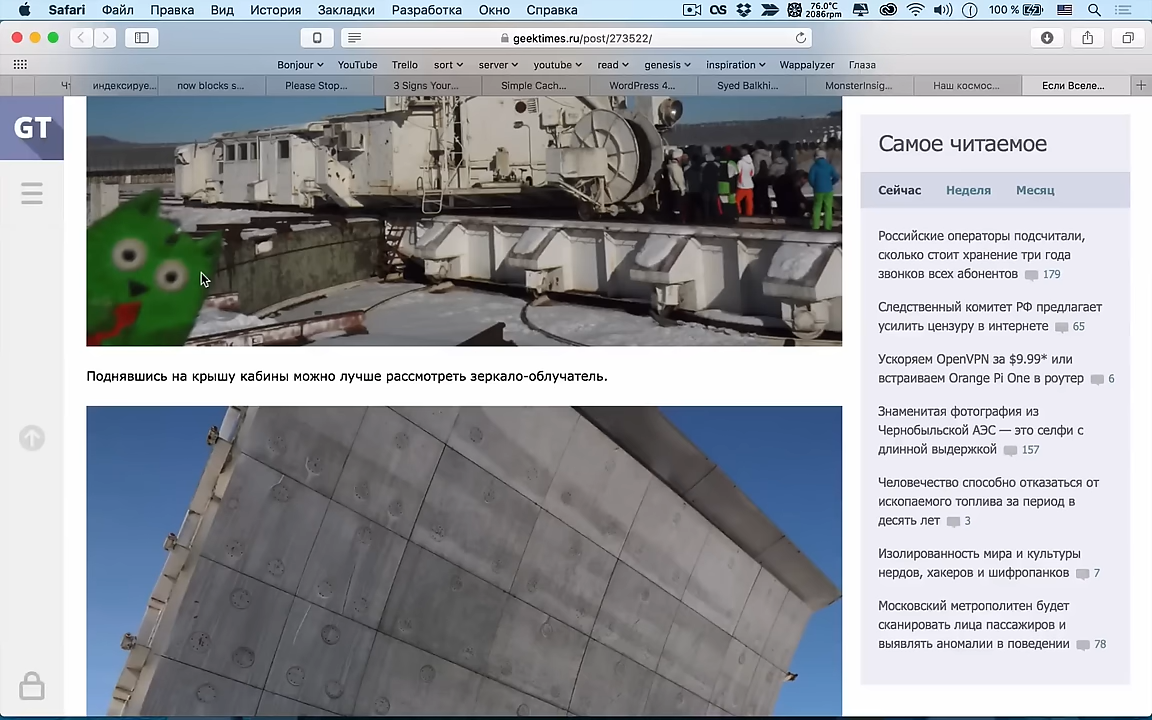 Safari Файл Правка Вид История Закладки Разработка Окно Справка 76.0°C 2086rpm 100 %
geektimes.ru/post/273522/
Bonjour YouTube Trello sort server youtube read genesis inspiration Wappalyzer Глаза
Чт индексируе... now blocks s... Please Stop... 3 Signs Your... Simple Cach... WordPress 4... Syed Balkhi... MonsterInsig... Наш космос... Если Вселе...
GT
Поднявшись на крышу кабины можно лучше рассмотреть зеркало-облучатель.
Самое читаемое
Сейчас Неделя Месяц
Российские операторы подсчитали,
сколько стоит хранение три года
звонков всех абонентов 179
Следственный комитет РФ предлагает
усилить цензуру в интернете 65
Ускоряем OpenVPN за $9.99* или
встраиваем Orange Pi One в роутер 6
Знаменитая фотография из
Чернобыльской АЭС — это селфи с
длинной выдержкой 157
Человечество способно отказаться от
ископаемого топлива за период в
десять лет 3
Изолированность мира и культуры
нердов, хакеров и шифропанков 7
Московский метрополитен будет
сканировать лица пассажиров и
выявлять аномалии в поведении 78